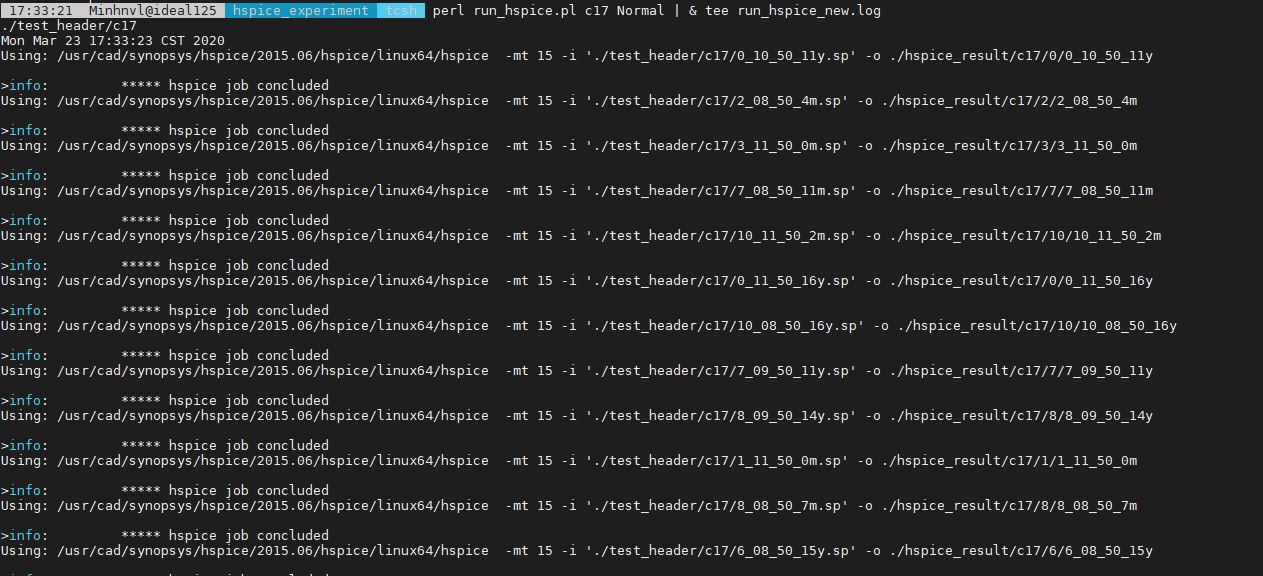 17:33:21 Minhnvl@ideal125 hspice_experiment tcsh perl run_hspice.pl c17 Normal | & tee run_hspice_new.log
./test_header/c17
Mon Mar 23 17:33:23 CST 2020
Using: /usr/cad/synopsys/hspice/2015.06/hspice/linux64/hspice  -mt 15 -i './test_header/c17/0_10_50_11y.sp' -o ./hspice_result/c17/0/0_10_50_11y
>info:         ***** hspice job concluded
Using: /usr/cad/synopsys/hspice/2015.06/hspice/linux64/hspice  -mt 15 -i './test_header/c17/2_08_50_4m.sp' -o ./hspice_result/c17/2/2_08_50_4m
>info:         ***** hspice job concluded
Using: /usr/cad/synopsys/hspice/2015.06/hspice/linux64/hspice  -mt 15 -i './test_header/c17/3_11_50_0m.sp' -o ./hspice_result/c17/3/3_11_50_0m
>info:         ***** hspice job concluded
Using: /usr/cad/synopsys/hspice/2015.06/hspice/linux64/hspice  -mt 15 -i './test_header/c17/7_08_50_11m.sp' -o ./hspice_result/c17/7/7_08_50_11m
>info:         ***** hspice job concluded
Using: /usr/cad/synopsys/hspice/2015.06/hspice/linux64/hspice  -mt 15 -i './test_header/c17/10_11_50_2m.sp' -o ./hspice_result/c17/10/10_11_50_2m
>info:         ***** hspice job concluded
Using: /usr/cad/synopsys/hspice/2015.06/hspice/linux64/hspice  -mt 15 -i './test_header/c17/0_11_50_16y.sp' -o ./hspice_result/c17/0/0_11_50_16y
>info:         ***** hspice job concluded
Using: /usr/cad/synopsys/hspice/2015.06/hspice/linux64/hspice  -mt 15 -i './test_header/c17/10_08_50_16y.sp' -o ./hspice_result/c17/10/10_08_50_16y
>info:         ***** hspice job concluded
Using: /usr/cad/synopsys/hspice/2015.06/hspice/linux64/hspice  -mt 15 -i './test_header/c17/7_09_50_11y.sp' -o ./hspice_result/c17/7/7_09_50_11y
>info:         ***** hspice job concluded
Using: /usr/cad/synopsys/hspice/2015.06/hspice/linux64/hspice  -mt 15 -i './test_header/c17/8_09_50_14y.sp' -o ./hspice_result/c17/8/8_09_50_14y
>info:         ***** hspice job concluded
Using: /usr/cad/synopsys/hspice/2015.06/hspice/linux64/hspice  -mt 15 -i './test_header/c17/1_11_50_0m.sp' -o ./hspice_result/c17/1/1_11_50_0m
>info:         ***** hspice job concluded
Using: /usr/cad/synopsys/hspice/2015.06/hspice/linux64/hspice  -mt 15 -i './test_header/c17/8_08_50_7m.sp' -o ./hspice_result/c17/8/8_08_50_7m
>info:         ***** hspice job concluded
Using: /usr/cad/synopsys/hspice/2015.06/hspice/linux64/hspice  -mt 15 -i './test_header/c17/6_08_50_15y.sp' -o ./hspice_result/c17/6/6_08_50_15y